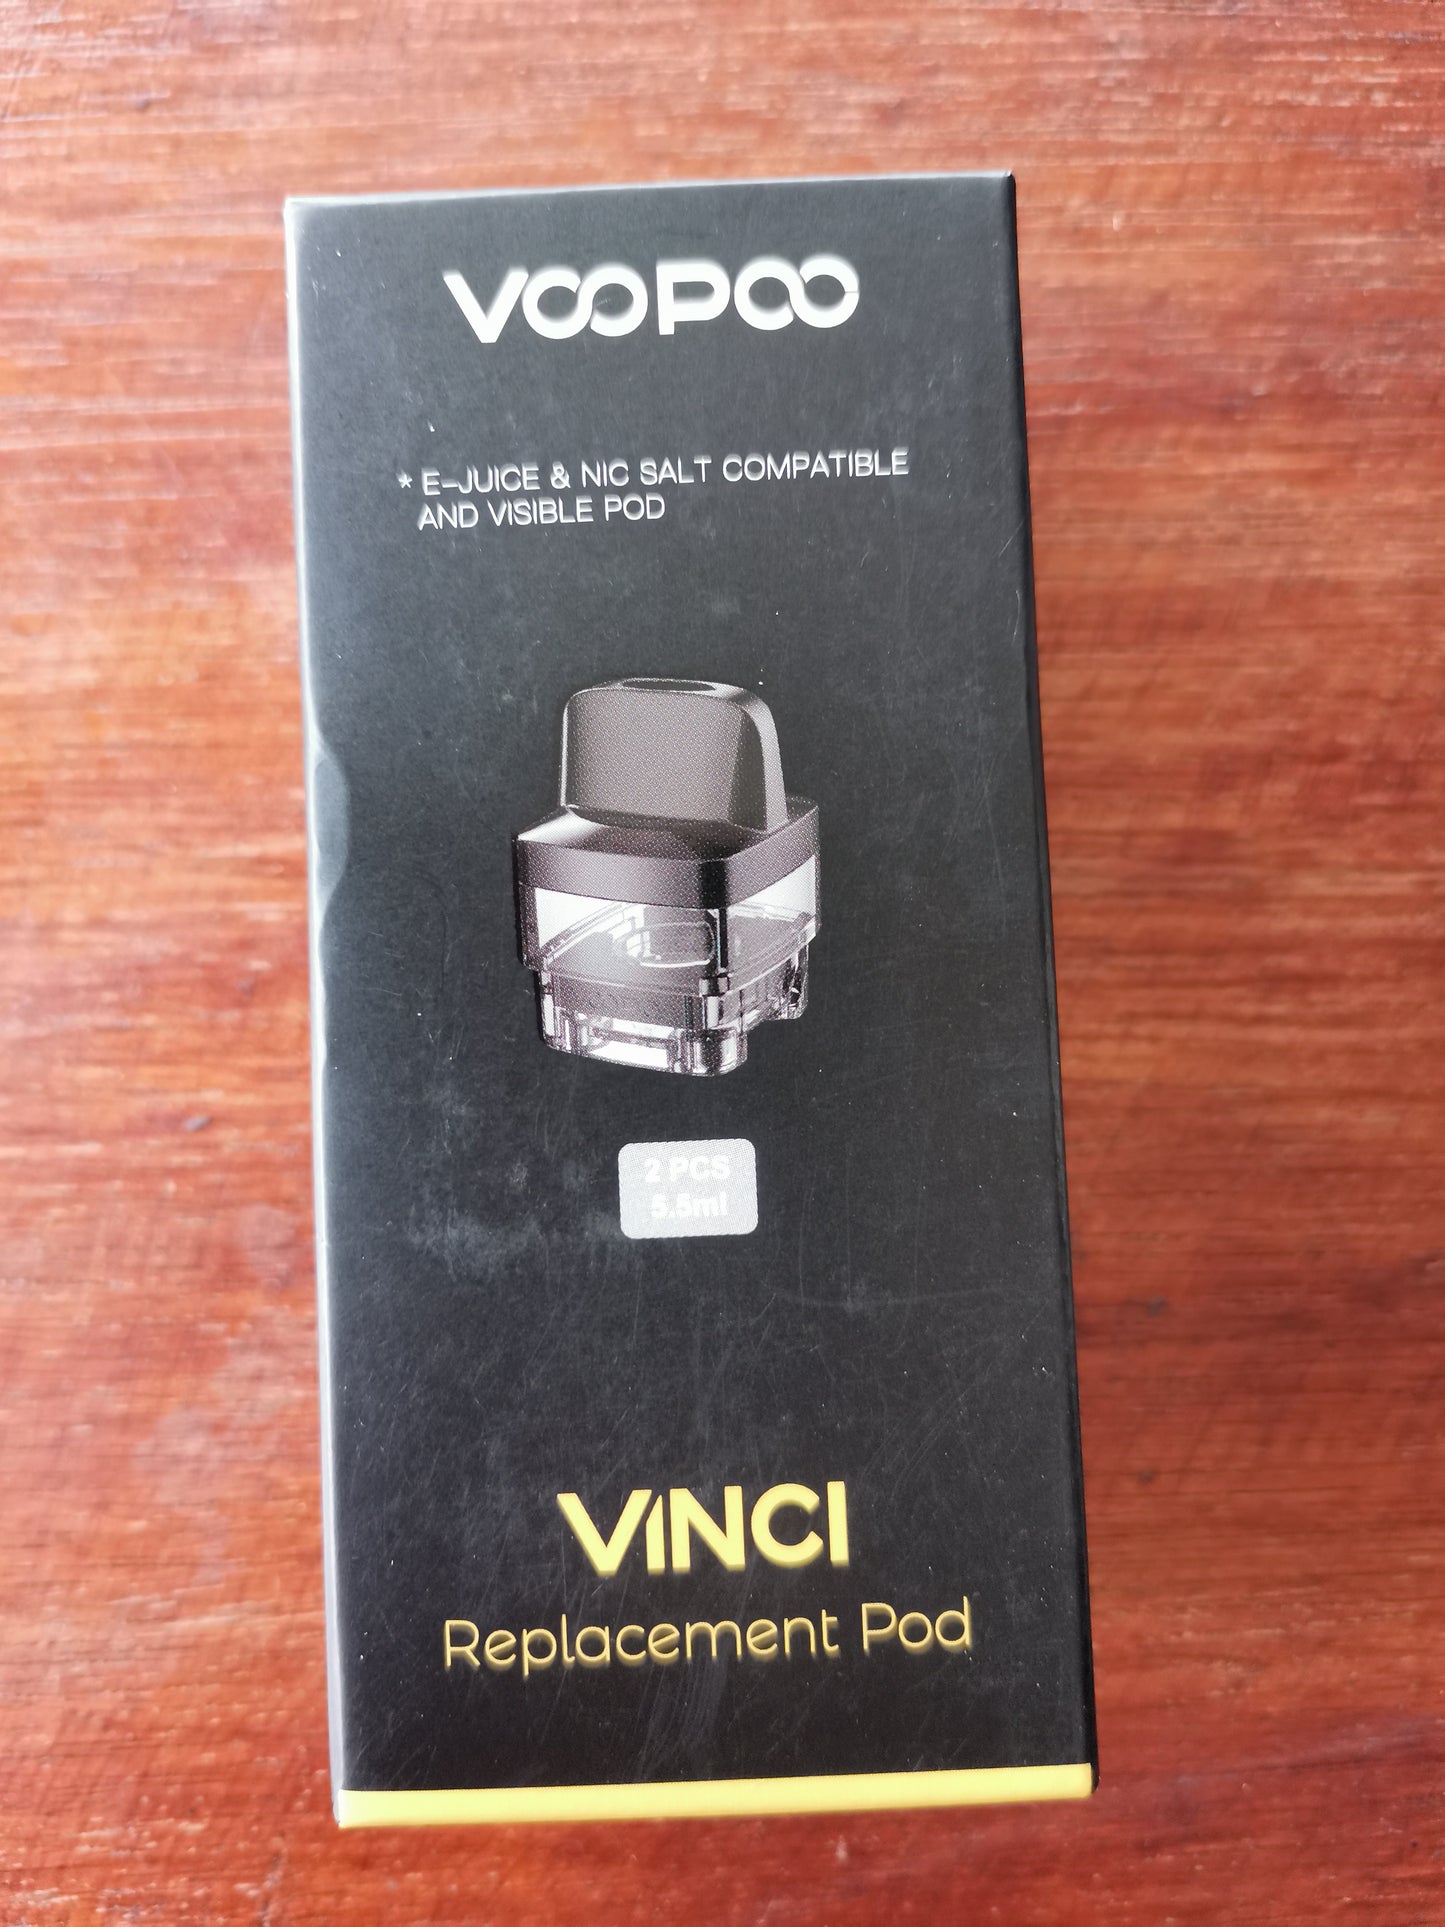 VOOPOO
* E-JUICE & NIC SALT COMPATIBLE
AND VISIBLE POD
2 PCS
5.5ml
VINCI
Replacement Pod